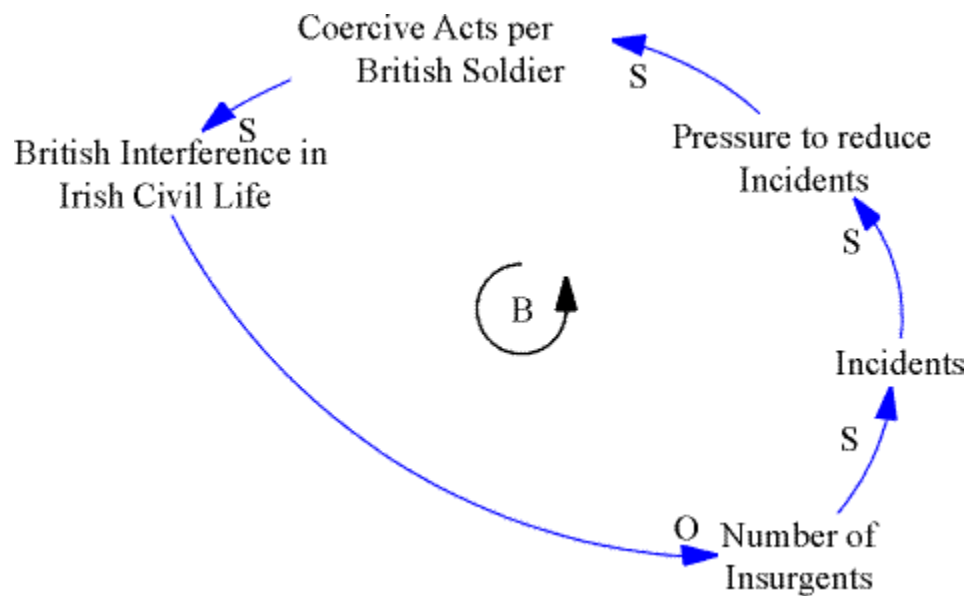 Coercive Acts per
British Soldier
S
S
British Interference in
Irish Civil Life
Pressure to reduce
Incidents
S
B
Incidents
S
O
Number of
Insurgents